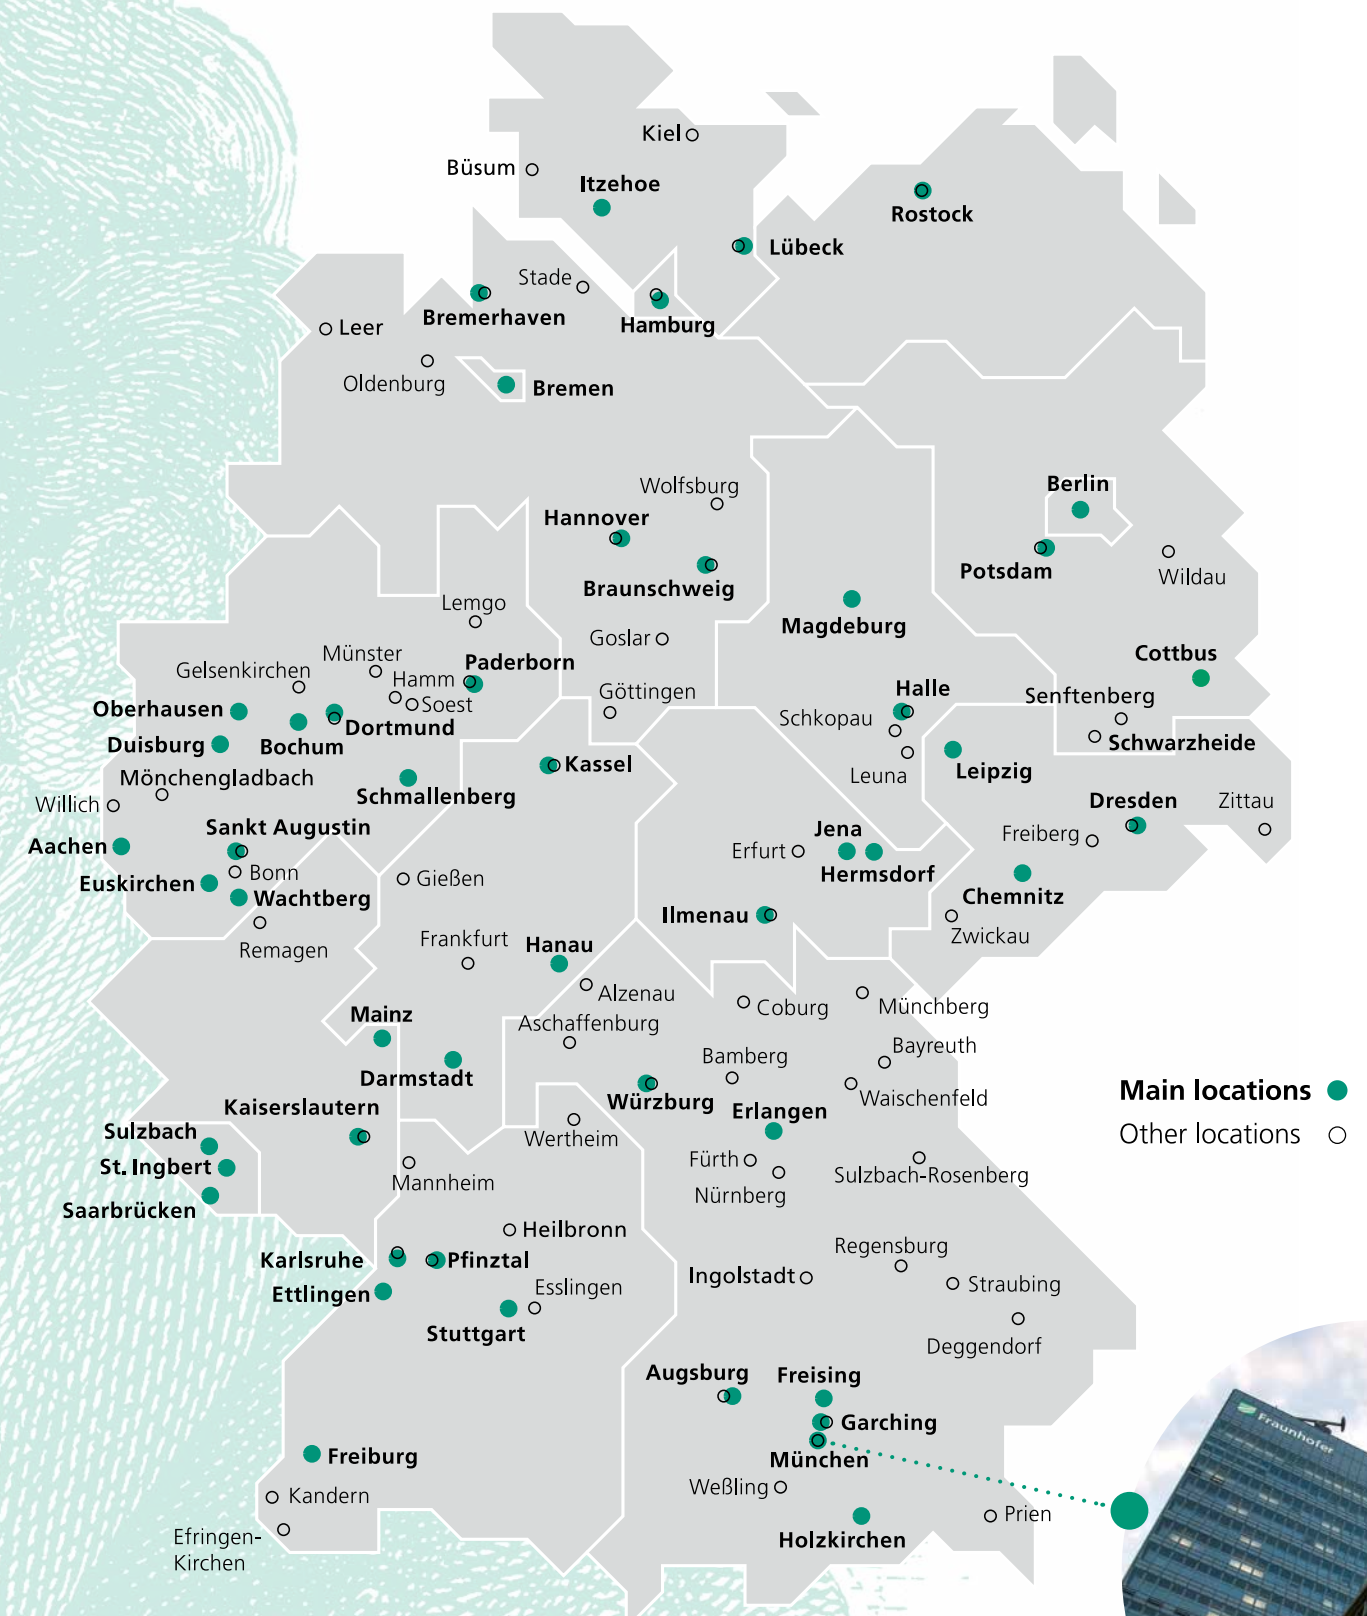 Kiel
Büsum
Itzehoe
Rostock
Lübeck
Stade
Bremerhaven
Hamburg
Leer
Oldenburg
Bremen
Wolfsburg
Berlin
Hannover
Potsdam
Wildau
Braunschweig
Lemgo
Magdeburg
Goslar
Münster
Cottbus
Gelsenkirchen
Paderborn
Hamm
Halle
Göttingen
Senftenberg
Soest
Oberhausen
Schkopau
Dortmund
Duisburg
Bochum
Schwarzheide
Kassel
Leipzig
Leuna
Mönchengladbach
Schmallenberg
Willich
Dresden
Zittau
Sankt Augustin
Jena
Freiberg
Aachen
Erfurt
Bonn
Hermsdorf
Gießen
Euskirchen
Wachtberg
Chemnitz
Ilmenau
Zwickau
Frankfurt
Hanau
Remagen
Alzenau
Coburg
Münchberg
Mainz
Aschaffenburg
Bayreuth
Bamberg
Darmstadt
Main locations
Waischenfeld
Würzburg
Kaiserslautern
Erlangen
Other locations
Sulzbach
Wertheim
Fürth
St. Ingbert
Sulzbach-Rosenberg
Mannheim
Nürnberg
Saarbrücken
Heilbronn
Regensburg
Karlsruhe
Pfinztal
Ingolstadt
Straubing
Esslingen
Ettlingen
Stuttgart
Deggendorf
Augsburg
Freising
Garching
Fraunhofer
Freiburg
München
Weßling
Kandern
Prien
Efringen-
Kirchen
Holzkirchen